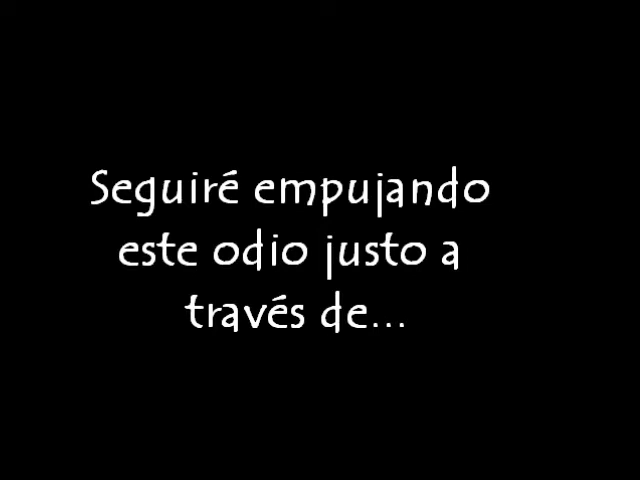 Seguiré empujando
este odio justo a
través de...